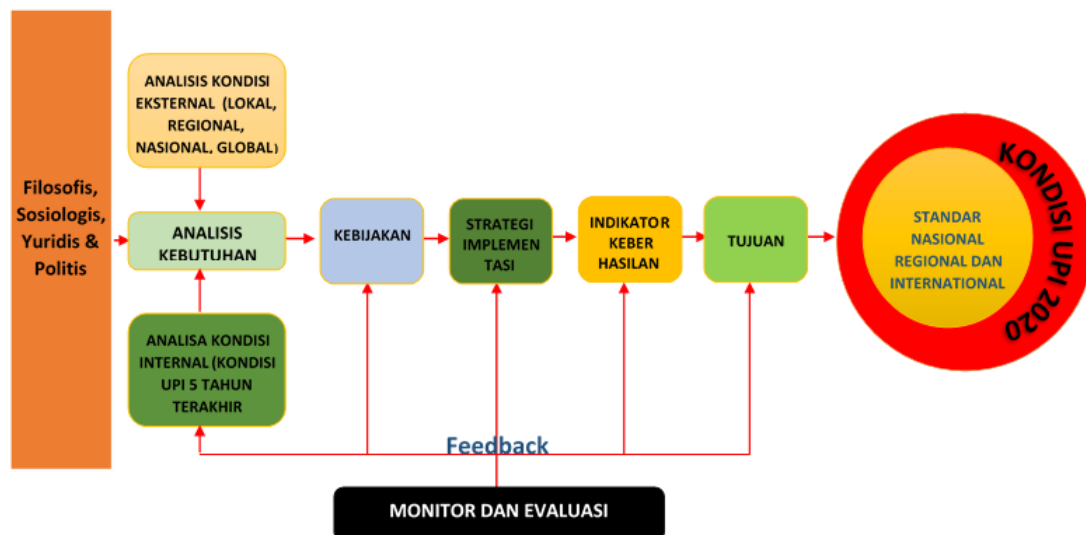 Filosofis,
Sosiologis,
Yuridis &
Politis
ANALISIS KONDISI
EKSTERNAL (LOKAL,
REGIONAL,
NASIONAL, GLOBAL)
ANALISIS
KEBUTUHAN
ANALISA KONDISI
INTERNAL (KONDISI
UPI 5 TAHUN
TERAKHIR
KEBIJAKAN
STRATEGI
IMPLEMEN
TASI
INDIKATOR
KEBER
HASILAN
TUJUAN
STANDAR
NASIONAL
REGIONAL DAN
INTERNATIONAL
KONDISI UPI 2020
Feedback
MONITOR DAN EVALUASI